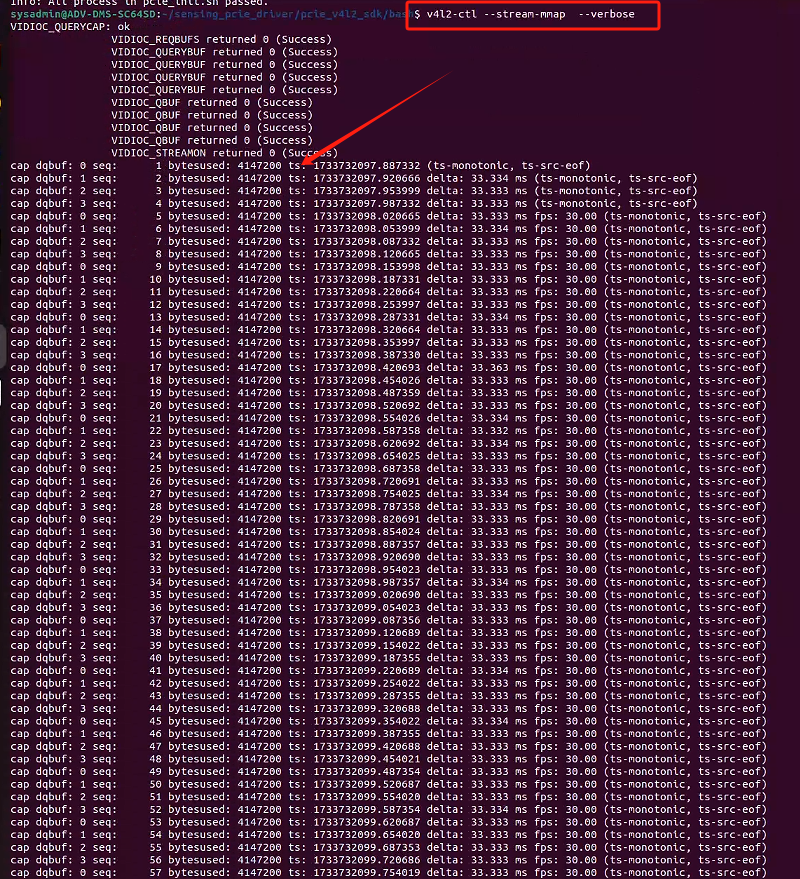 Info: All process in pcie_init.sh passed.
sysadmin@ADV-DMS-SC64SD:~/sensing_pcie_driver/pcie_v4l2_sdk/bash$ v4l2-ctl --stream-mmap --verbose
VIDIOC_QUERYCAP: ok
VIDIOC_REQBUFS returned 0 (Success)
VIDIOC_QUERYBUF returned 0 (Success)
VIDIOC_QUERYBUF returned 0 (Success)
VIDIOC_QUERYBUF returned 0 (Success)
VIDIOC_QUERYBUF returned 0 (Success)
VIDIOC_QBUF returned 0 (Success)
VIDIOC_QBUF returned 0 (Success)
VIDIOC_QBUF returned 0 (Success)
VIDIOC_QBUF returned 0 (Success)
VIDIOC_STREAMON returned 0 (Success)
cap dqbuf: 0 seq: 1 bytesused: 4147200 ts: 1733732097.887332 (ts-monotonic, ts-src-eof)
cap dqbuf: 1 seq: 2 bytesused: 4147200 ts: 1733732097.920666 delta: 33.334 ms (ts-monotonic, ts-src-eof)
cap dqbuf: 2 seq: 3 bytesused: 4147200 ts: 1733732097.953999 delta: 33.333 ms (ts-monotonic, ts-src-eof)
cap dqbuf: 3 seq: 4 bytesused: 4147200 ts: 1733732097.987332 delta: 33.333 ms (ts-monotonic, ts-src-eof)
cap dqbuf: 0 seq: 5 bytesused: 4147200 ts: 1733732098.020665 delta: 33.333 ms fps: 30.00 (ts-monotonic, ts-src-eof)
cap dqbuf: 1 seq: 6 bytesused: 4147200 ts: 1733732098.053999 delta: 33.334 ms fps: 30.00 (ts-monotonic, ts-src-eof)
cap dqbuf: 2 seq: 7 bytesused: 4147200 ts: 1733732098.087332 delta: 33.333 ms fps: 30.00 (ts-monotonic, ts-src-eof)
cap dqbuf: 3 seq: 8 bytesused: 4147200 ts: 1733732098.120665 delta: 33.333 ms fps: 30.00 (ts-monotonic, ts-src-eof)
cap dqbuf: 0 seq: 9 bytesused: 4147200 ts: 1733732098.153998 delta: 33.333 ms fps: 30.00 (ts-monotonic, ts-src-eof)
cap dqbuf: 1 seq: 10 bytesused: 4147200 ts: 1733732098.187331 delta: 33.333 ms fps: 30.00 (ts-monotonic, ts-src-eof)
cap dqbuf: 2 seq: 11 bytesused: 4147200 ts: 1733732098.220664 delta: 33.333 ms fps: 30.00 (ts-monotonic, ts-src-eof)
cap dqbuf: 3 seq: 12 bytesused: 4147200 ts: 1733732098.253997 delta: 33.333 ms fps: 30.00 (ts-monotonic, ts-src-eof)
cap dqbuf: 0 seq: 13 bytesused: 4147200 ts: 1733732098.287331 delta: 33.334 ms fps: 30.00 (ts-monotonic, ts-src-eof)
cap dqbuf: 1 seq: 14 bytesused: 4147200 ts: 1733732098.320664 delta: 33.333 ms fps: 30.00 (ts-monotonic, ts-src-eof)
cap dqbuf: 2 seq: 15 bytesused: 4147200 ts: 1733732098.353997 delta: 33.333 ms fps: 30.00 (ts-monotonic, ts-src-eof)
cap dqbuf: 3 seq: 16 bytesused: 4147200 ts: 1733732098.387330 delta: 33.333 ms fps: 30.00 (ts-monotonic, ts-src-eof)
cap dqbuf: 0 seq: 17 bytesused: 4147200 ts: 1733732098.420693 delta: 33.363 ms fps: 30.00 (ts-monotonic, ts-src-eof)
cap dqbuf: 1 seq: 18 bytesused: 4147200 ts: 1733732098.454026 delta: 33.333 ms fps: 30.00 (ts-monotonic, ts-src-eof)
cap dqbuf: 2 seq: 19 bytesused: 4147200 ts: 1733732098.487359 delta: 33.333 ms fps: 30.00 (ts-monotonic, ts-src-eof)
cap dqbuf: 3 seq: 20 bytesused: 4147200 ts: 1733732098.520692 delta: 33.333 ms fps: 30.00 (ts-monotonic, ts-src-eof)
cap dqbuf: 0 seq: 21 bytesused: 4147200 ts: 1733732098.554026 delta: 33.334 ms fps: 30.00 (ts-monotonic, ts-src-eof)
cap dqbuf: 1 seq: 22 bytesused: 4147200 ts: 1733732098.587358 delta: 33.332 ms fps: 30.00 (ts-monotonic, ts-src-eof)
cap dqbuf: 2 seq: 23 bytesused: 4147200 ts: 1733732098.620692 delta: 33.334 ms fps: 30.00 (ts-monotonic, ts-src-eof)
cap dqbuf: 3 seq: 24 bytesused: 4147200 ts: 1733732098.654025 delta: 33.333 ms fps: 30.00 (ts-monotonic, ts-src-eof)
cap dqbuf: 0 seq: 25 bytesused: 4147200 ts: 1733732098.687358 delta: 33.333 ms fps: 30.00 (ts-monotonic, ts-src-eof)
cap dqbuf: 1 seq: 26 bytesused: 4147200 ts: 1733732098.720691 delta: 33.333 ms fps: 30.00 (ts-monotonic, ts-src-eof)
cap dqbuf: 2 seq: 27 bytesused: 4147200 ts: 1733732098.754025 delta: 33.334 ms fps: 30.00 (ts-monotonic, ts-src-eof)
cap dqbuf: 3 seq: 28 bytesused: 4147200 ts: 1733732098.787358 delta: 33.333 ms fps: 30.00 (ts-monotonic, ts-src-eof)
cap dqbuf: 0 seq: 29 bytesused: 4147200 ts: 1733732098.820691 delta: 33.333 ms fps: 30.00 (ts-monotonic, ts-src-eof)
cap dqbuf: 1 seq: 30 bytesused: 4147200 ts: 1733732098.854024 delta: 33.333 ms fps: 30.00 (ts-monotonic, ts-src-eof)
cap dqbuf: 2 seq: 31 bytesused: 4147200 ts: 1733732098.887357 delta: 33.333 ms fps: 30.00 (ts-monotonic, ts-src-eof)
cap dqbuf: 3 seq: 32 bytesused: 4147200 ts: 1733732098.920690 delta: 33.333 ms fps: 30.00 (ts-monotonic, ts-src-eof)
cap dqbuf: 0 seq: 33 bytesused: 4147200 ts: 1733732098.954023 delta: 33.333 ms fps: 30.00 (ts-monotonic, ts-src-eof)
cap dqbuf: 1 seq: 34 bytesused: 4147200 ts: 1733732098.987357 delta: 33.334 ms fps: 30.00 (ts-monotonic, ts-src-eof)
cap dqbuf: 2 seq: 35 bytesused: 4147200 ts: 1733732099.020690 delta: 33.333 ms fps: 30.00 (ts-monotonic, ts-src-eof)
cap dqbuf: 3 seq: 36 bytesused: 4147200 ts: 1733732099.054023 delta: 33.333 ms fps: 30.00 (ts-monotonic, ts-src-eof)
cap dqbuf: 0 seq: 37 bytesused: 4147200 ts: 1733732099.087356 delta: 33.333 ms fps: 30.00 (ts-monotonic, ts-src-eof)
cap dqbuf: 1 seq: 38 bytesused: 4147200 ts: 1733732099.120689 delta: 33.333 ms fps: 30.00 (ts-monotonic, ts-src-eof)
cap dqbuf: 2 seq: 39 bytesused: 4147200 ts: 1733732099.154022 delta: 33.333 ms fps: 30.00 (ts-monotonic, ts-src-eof)
cap dqbuf: 3 seq: 40 bytesused: 4147200 ts: 1733732099.187355 delta: 33.333 ms fps: 30.00 (ts-monotonic, ts-src-eof)
cap dqbuf: 0 seq: 41 bytesused: 4147200 ts: 1733732099.220689 delta: 33.334 ms fps: 30.00 (ts-monotonic, ts-src-eof)
cap dqbuf: 1 seq: 42 bytesused: 4147200 ts: 1733732099.254022 delta: 33.333 ms fps: 30.00 (ts-monotonic, ts-src-eof)
cap dqbuf: 2 seq: 43 bytesused: 4147200 ts: 1733732099.287355 delta: 33.333 ms fps: 30.00 (ts-monotonic, ts-src-eof)
cap dqbuf: 3 seq: 44 bytesused: 4147200 ts: 1733732099.320688 delta: 33.333 ms fps: 30.00 (ts-monotonic, ts-src-eof)
cap dqbuf: 0 seq: 45 bytesused: 4147200 ts: 1733732099.354022 delta: 33.334 ms fps: 30.00 (ts-monotonic, ts-src-eof)
cap dqbuf: 1 seq: 46 bytesused: 4147200 ts: 1733732099.387355 delta: 33.333 ms fps: 30.00 (ts-monotonic, ts-src-eof)
cap dqbuf: 2 seq: 47 bytesused: 4147200 ts: 1733732099.420688 delta: 33.333 ms fps: 30.00 (ts-monotonic, ts-src-eof)
cap dqbuf: 3 seq: 48 bytesused: 4147200 ts: 1733732099.454021 delta: 33.333 ms fps: 30.00 (ts-monotonic, ts-src-eof)
cap dqbuf: 0 seq: 49 bytesused: 4147200 ts: 1733732099.487354 delta: 33.333 ms fps: 30.00 (ts-monotonic, ts-src-eof)
cap dqbuf: 1 seq: 50 bytesused: 4147200 ts: 1733732099.520687 delta: 33.333 ms fps: 30.00 (ts-monotonic, ts-src-eof)
cap dqbuf: 2 seq: 51 bytesused: 4147200 ts: 1733732099.554020 delta: 33.333 ms fps: 30.00 (ts-monotonic, ts-src-eof)
cap dqbuf: 3 seq: 52 bytesused: 4147200 ts: 1733732099.587354 delta: 33.334 ms fps: 30.00 (ts-monotonic, ts-src-eof)
cap dqbuf: 0 seq: 53 bytesused: 4147200 ts: 1733732099.620687 delta: 33.333 ms fps: 30.00 (ts-monotonic, ts-src-eof)
cap dqbuf: 1 seq: 54 bytesused: 4147200 ts: 1733732099.654020 delta: 33.333 ms fps: 30.00 (ts-monotonic, ts-src-eof)
cap dqbuf: 2 seq: 55 bytesused: 4147200 ts: 1733732099.687353 delta: 33.333 ms fps: 30.00 (ts-monotonic, ts-src-eof)
cap dqbuf: 3 seq: 56 bytesused: 4147200 ts: 1733732099.720686 delta: 33.333 ms fps: 30.00 (ts-monotonic, ts-src-eof)
cap dqbuf: 0 seq: 57 bytesused: 4147200 ts: 1733732099.754019 delta: 33.333 ms fps: 30.00 (ts-monotonic, ts-src-eof)